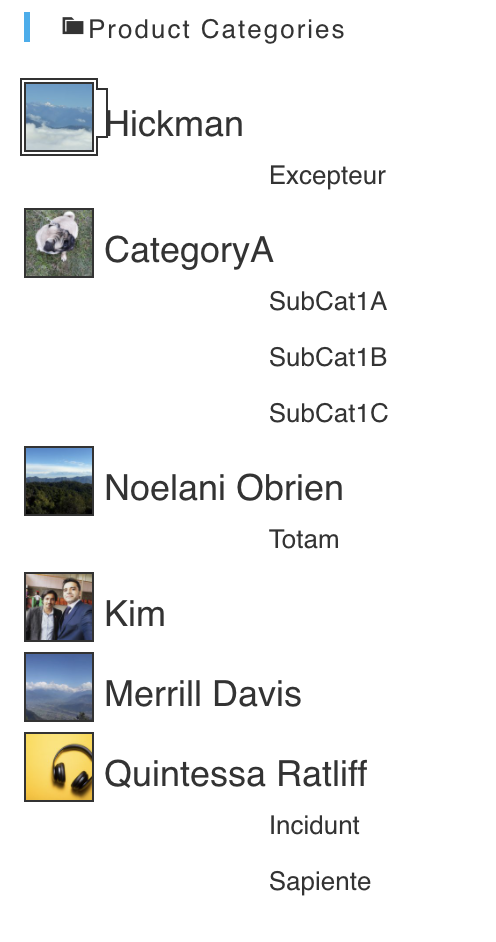 Product Categories
Hickman
Excepteur
CategoryA
SubCat1A
SubCat1B
SubCat1C
Noelani Obrien
Totam
Kim
Merrill Davis
Quintessa Ratliff
Incidunt
Sapiente